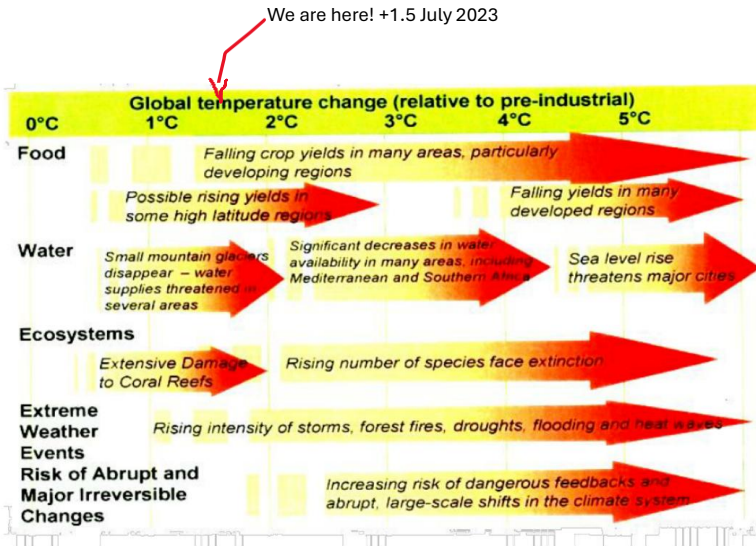 We are here! +1.5 July 2023
Global temperature change (relative to pre-industrial)
0°C 1°C 2°C 3°C 4°C 5°C
Food
Falling crop yields in many areas, particularly
developing regions
Possible rising yields in
some high latitude regions
Falling yields in many
developed regions
Water
Small mountain glaciers
disappear – water
supplies threatened in
several areas
Significant decreases in water
availability in many areas, including
Mediterranean and Southern Africa
Sea level rise
threatens major cities
Ecosystems
Extensive Damage
to Coral Reefs
Rising number of species face extinction
Extreme
Weather
Events
Rising intensity of storms, forest fires, droughts, flooding and heat waves
Risk of Abrupt and
Major Irreversible
Changes
Increasing risk of dangerous feedbacks and
abrupt, large-scale shifts in the climate system